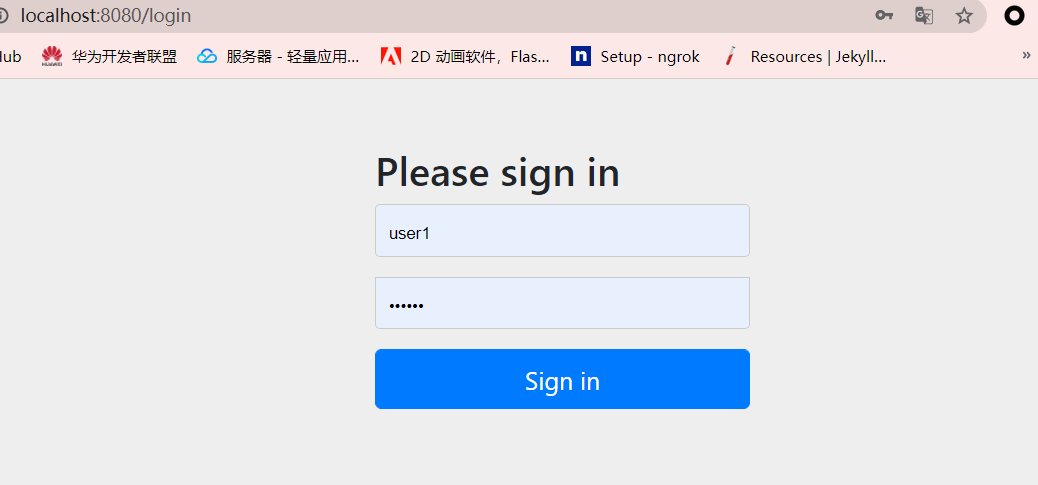 localhost:8080/login
Hub 华为开发者联盟 服务器 - 轻量应用... 2D 动画软件，Flas... n Setup - ngrok Resources | Jekyll... »
Please sign in
user1
••••••
Sign in